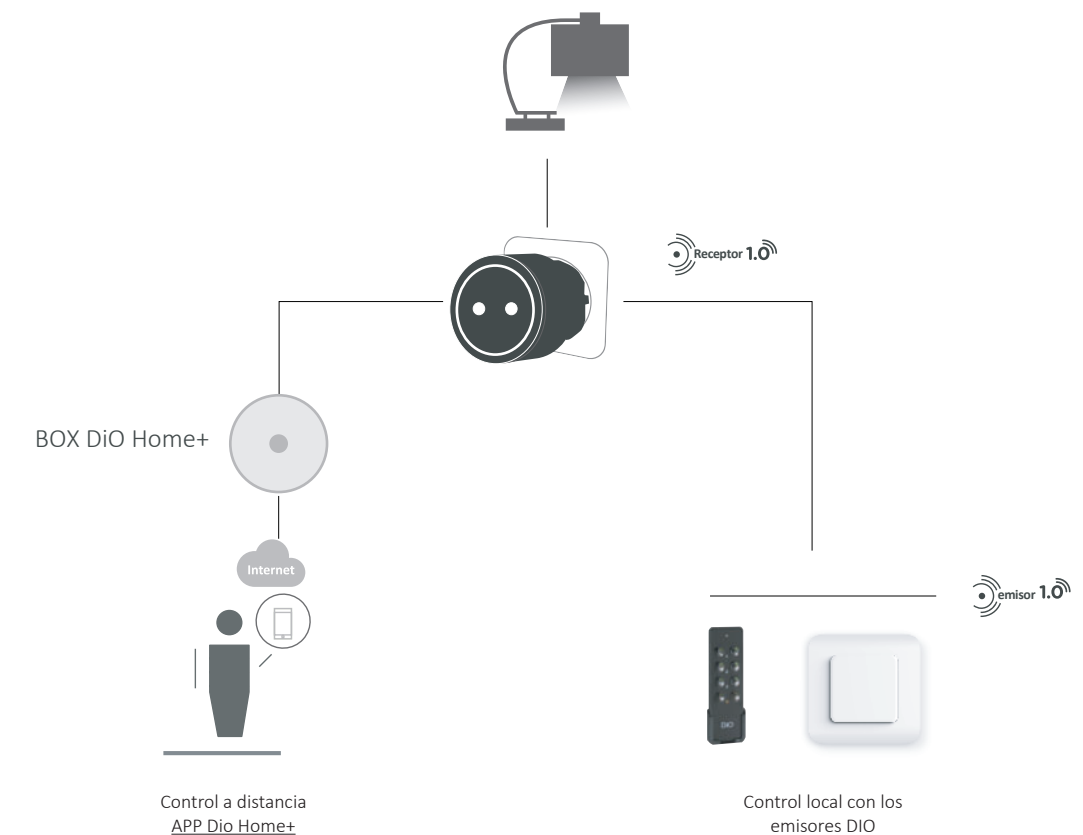 Receptor 1.0
BOX DiO Home+
Internet
emisor 1.0
DiO
Control a distancia
APP Dio Home+
Control local con los
emisores DIO